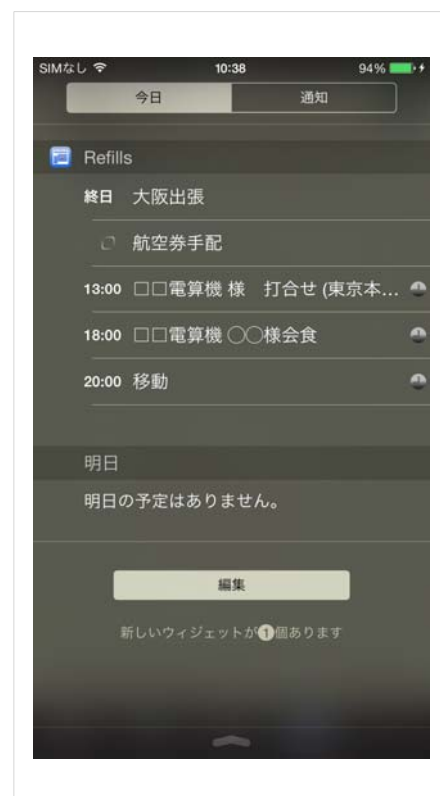 SIMなし 10:38 94%
今日 通知
Refills
終日 大阪出張
航空券手配
13:00 □□電算機 様　打合せ (東京本...
18:00 □□電算機 〇〇様会食
20:00 移動
明日
明日の予定はありません。
編集
新しいウィジェットが1個あります